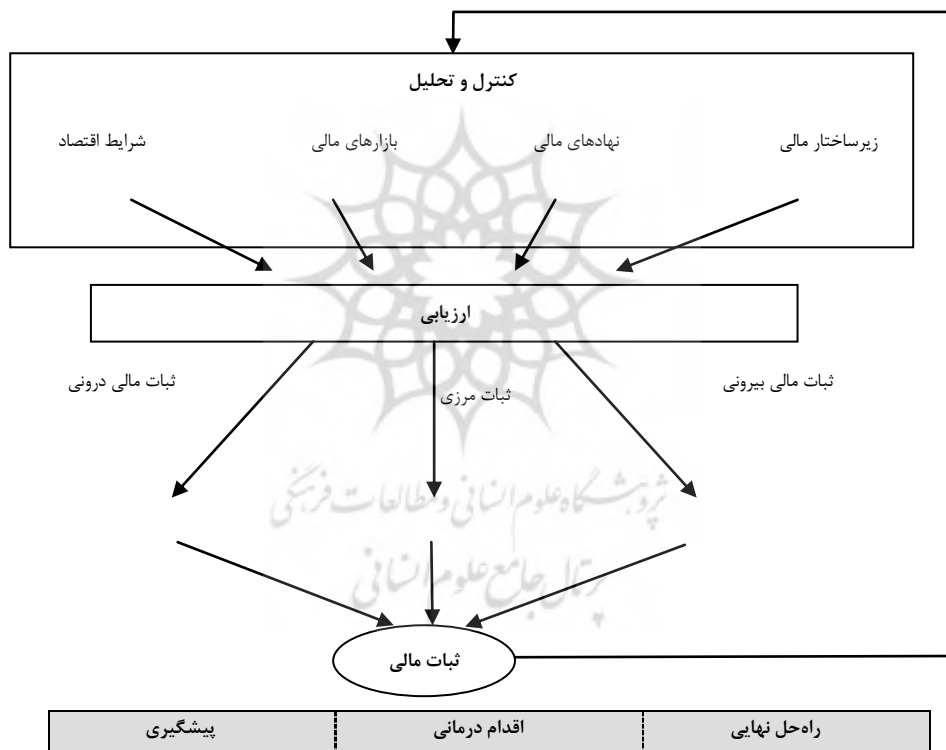 کنترل و تحلیل
زیرساختار مالی نهادهای مالی بازارهای مالی شرایط اقتصاد
ارزیابی
ثبات مالی بیرونی ثبات مرزی ثبات مالی درونی
پژوهشگاه علوم انسانی و مطالعات فرهنگی
پرتال جامع علوم انسانی
ثبات مالی
راه‌حل نهایی اقدام درمانی پیشگیری